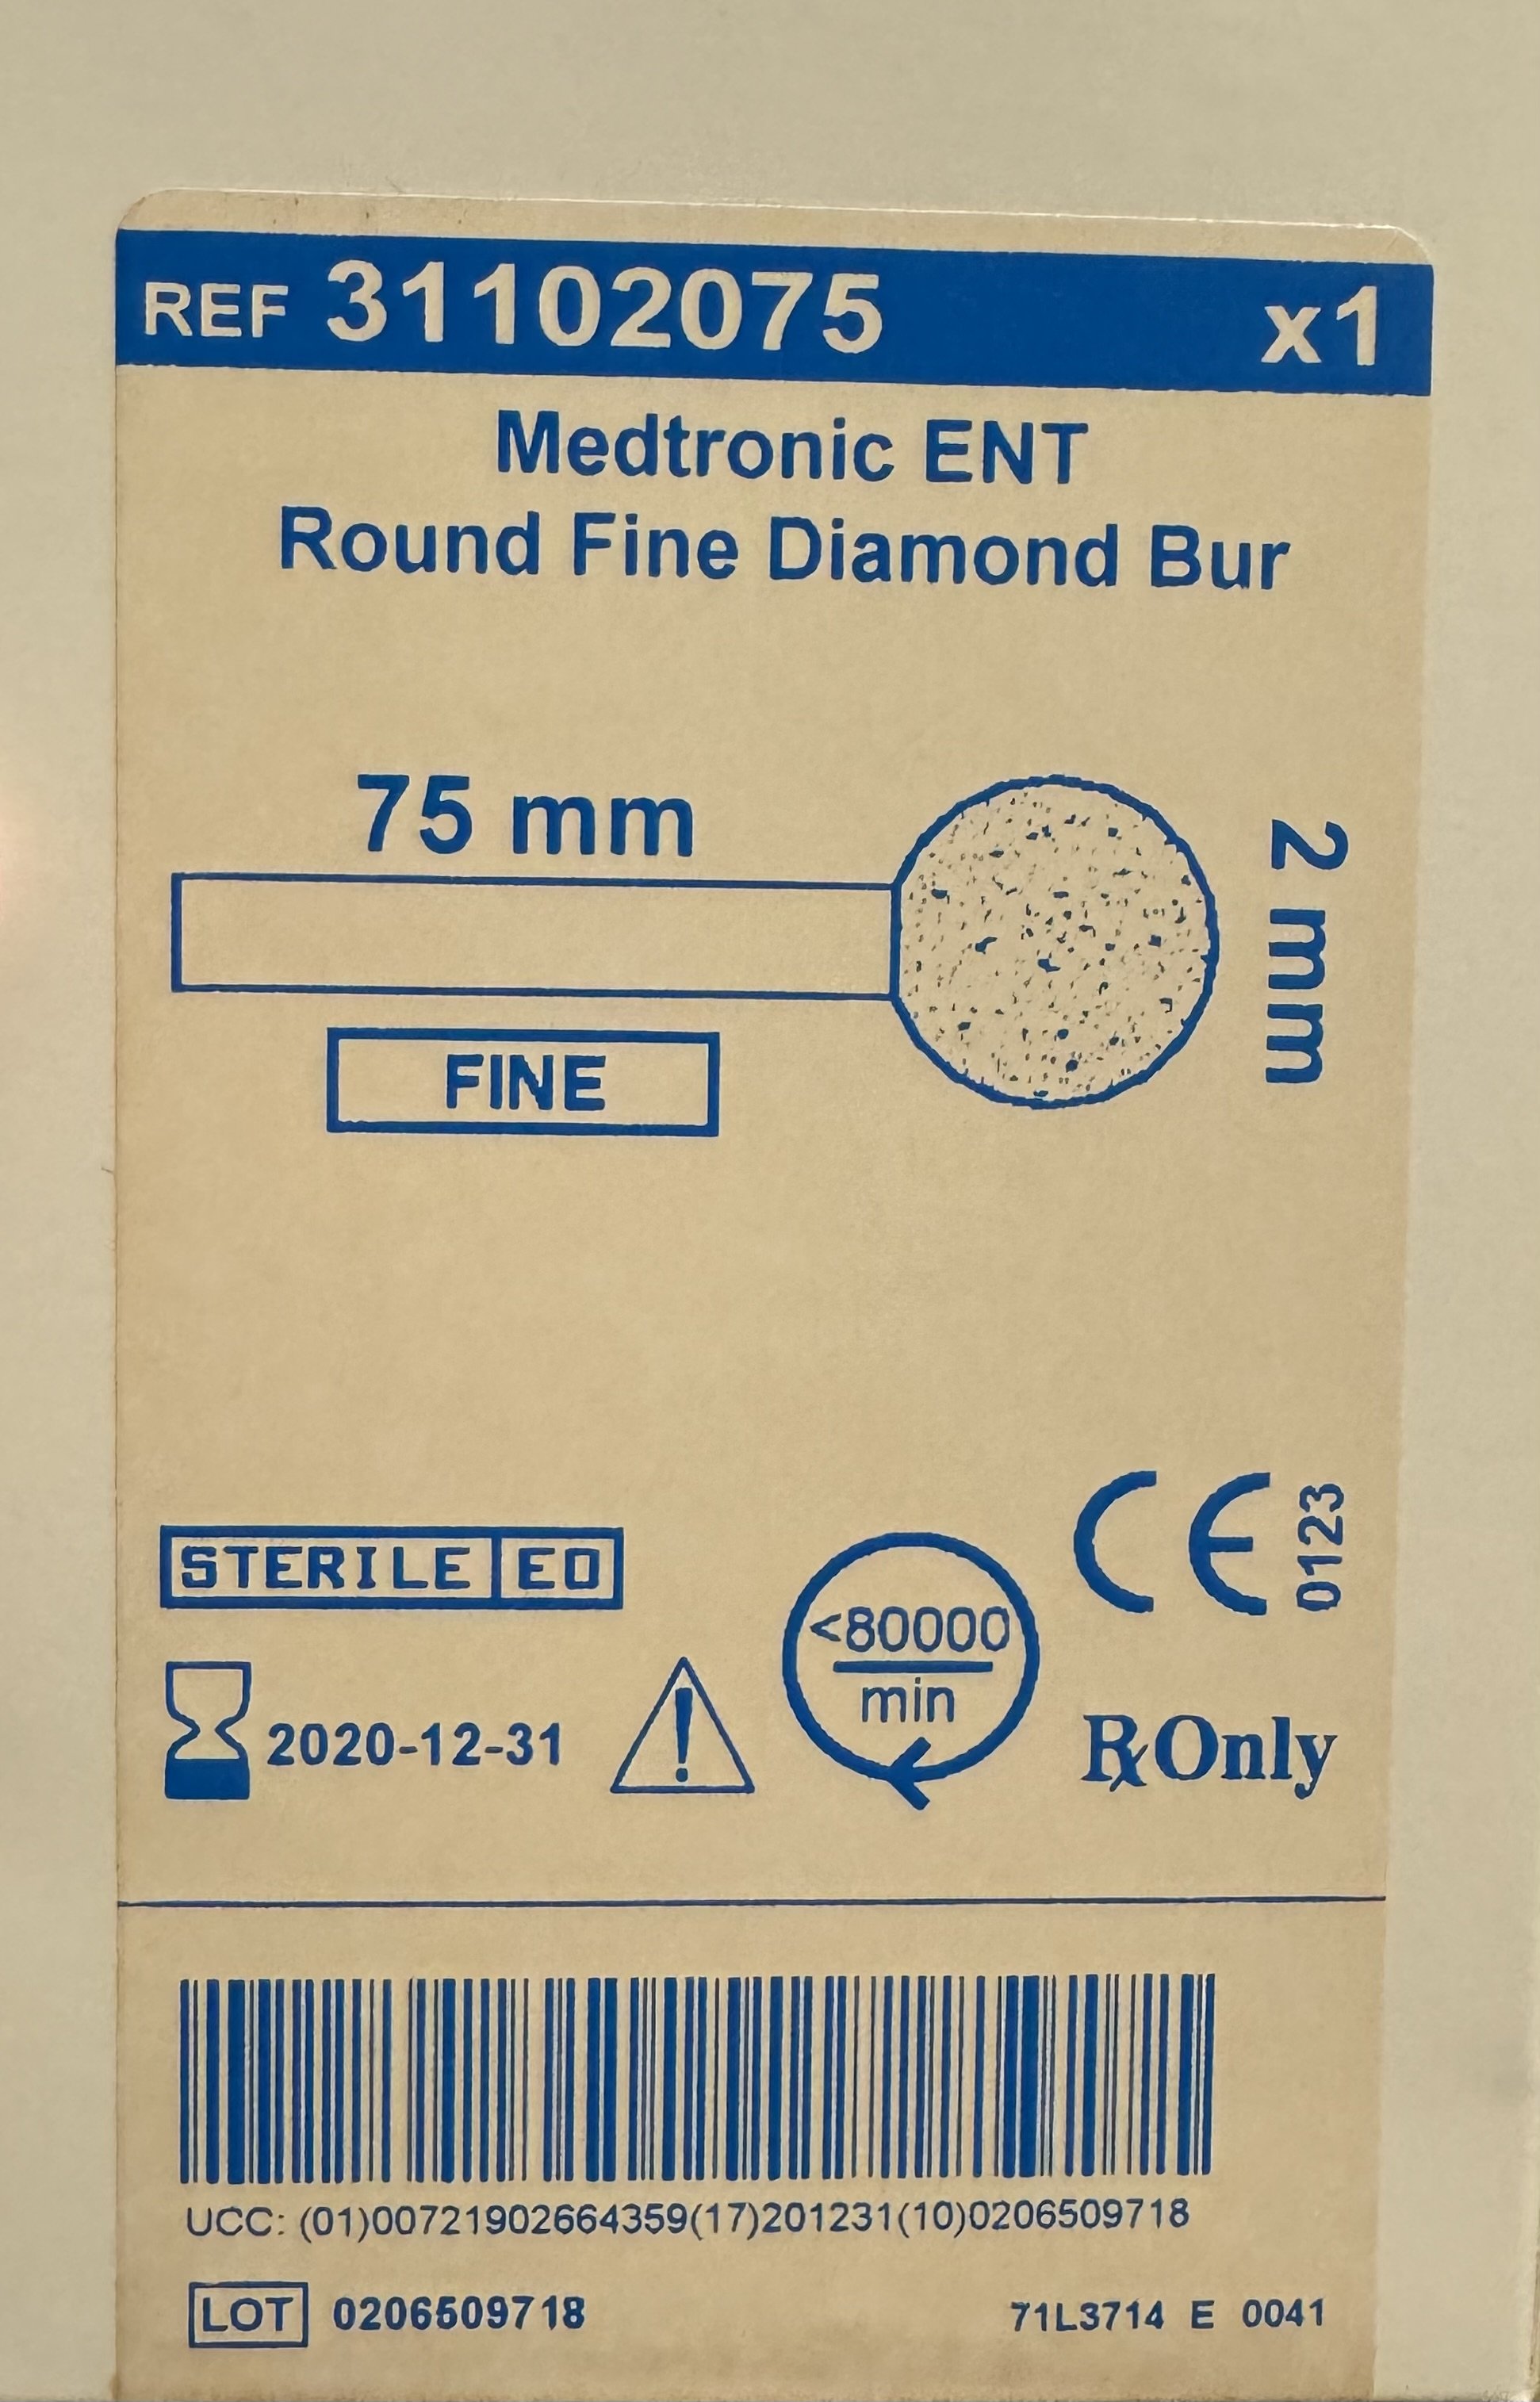 REF 31102075 x1
Medtronic ENT
Round Fine Diamond Bur
75 mm
2 mm
FINE
STERILE EO
CE 0123
<80000
min
2020-12-31
! 
RxOnly
UCC: (01)00721902664359(17)201231(10)0206509718
LOT 0206509718
71L3714 E 0041